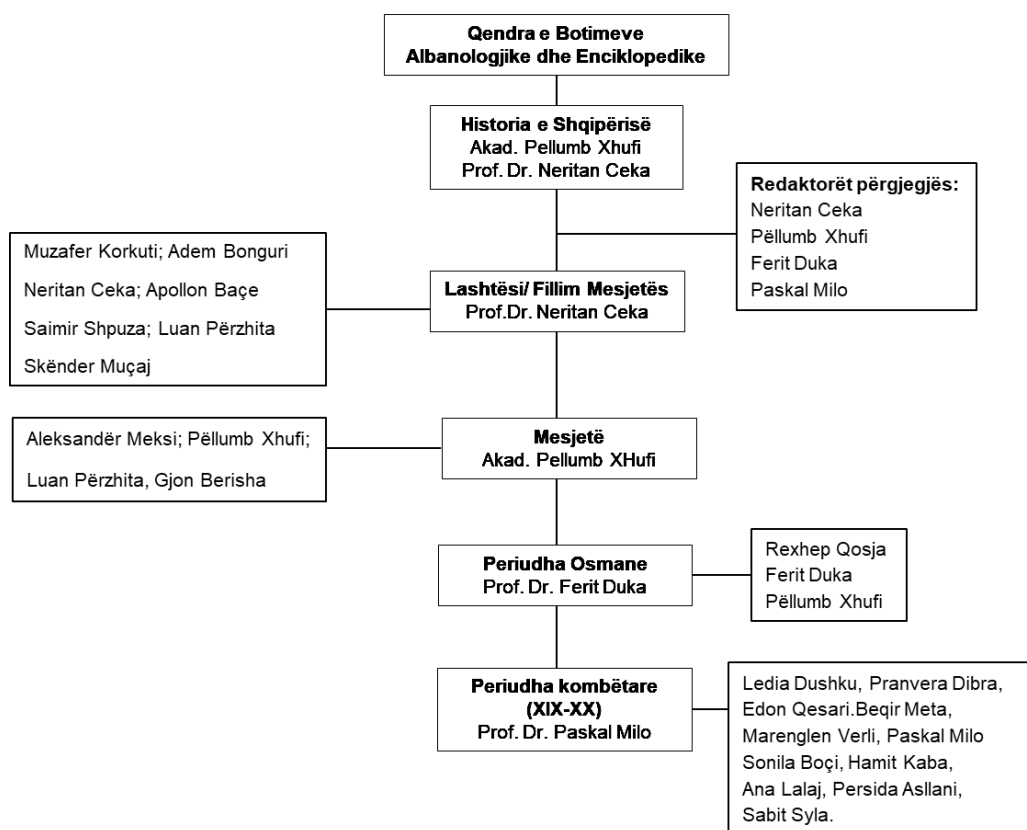 Qendra e Botimeve
Albanologjike dhe Enciklopedike
Historia e Shqipërisë
Akad. Pellumb Xhufi
Prof. Dr. Neritan Ceka
Redaktorët përgjegjës:
Neritan Ceka
Pëllumb Xhufi
Ferit Duka
Paskal Milo
Muzafer Korkuti; Adem Bonguri
Neritan Ceka; Apollon Baçe
Saimir Shpuza; Luan Përzhita
Skënder Muçaj
Lashtësi/ Fillim Mesjetës
Prof.Dr. Neritan Ceka
Aleksandër Meksi; Pëllumb Xhufi;
Luan Përzhita, Gjon Berisha
Mesjetë
Akad. Pellumb XHufi
Periudha Osmane
Prof. Dr. Ferit Duka
Rexhep Qosja
Ferit Duka
Pëllumb Xhufi
Periudha kombëtare
(XIX-XX)
Prof. Dr. Paskal Milo
Ledia Dushku, Pranvera Dibra,
Edon Qesari.Beqir Meta,
Marenglen Verli, Paskal Milo
Sonila Boçi, Hamit Kaba,
Ana Lalaj, Persida Asllani,
Sabit Syla.